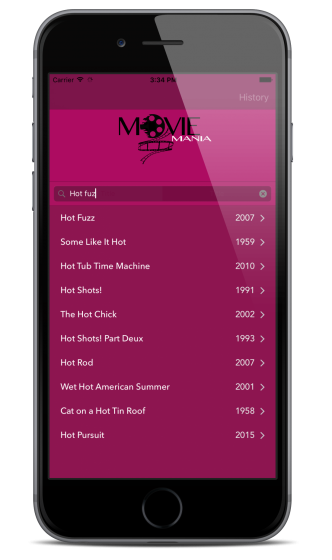 Carrier 3:34 PM
History
MOVIE
MANIA
Hot fuz
Hot Fuzz 2007
Some Like It Hot 1959
Hot Tub Time Machine 2010
Hot Shots! 1991
The Hot Chick 2002
Hot Shots! Part Deux 1993
Hot Rod 2007
Wet Hot American Summer 2001
Cat on a Hot Tin Roof 1958
Hot Pursuit 2015